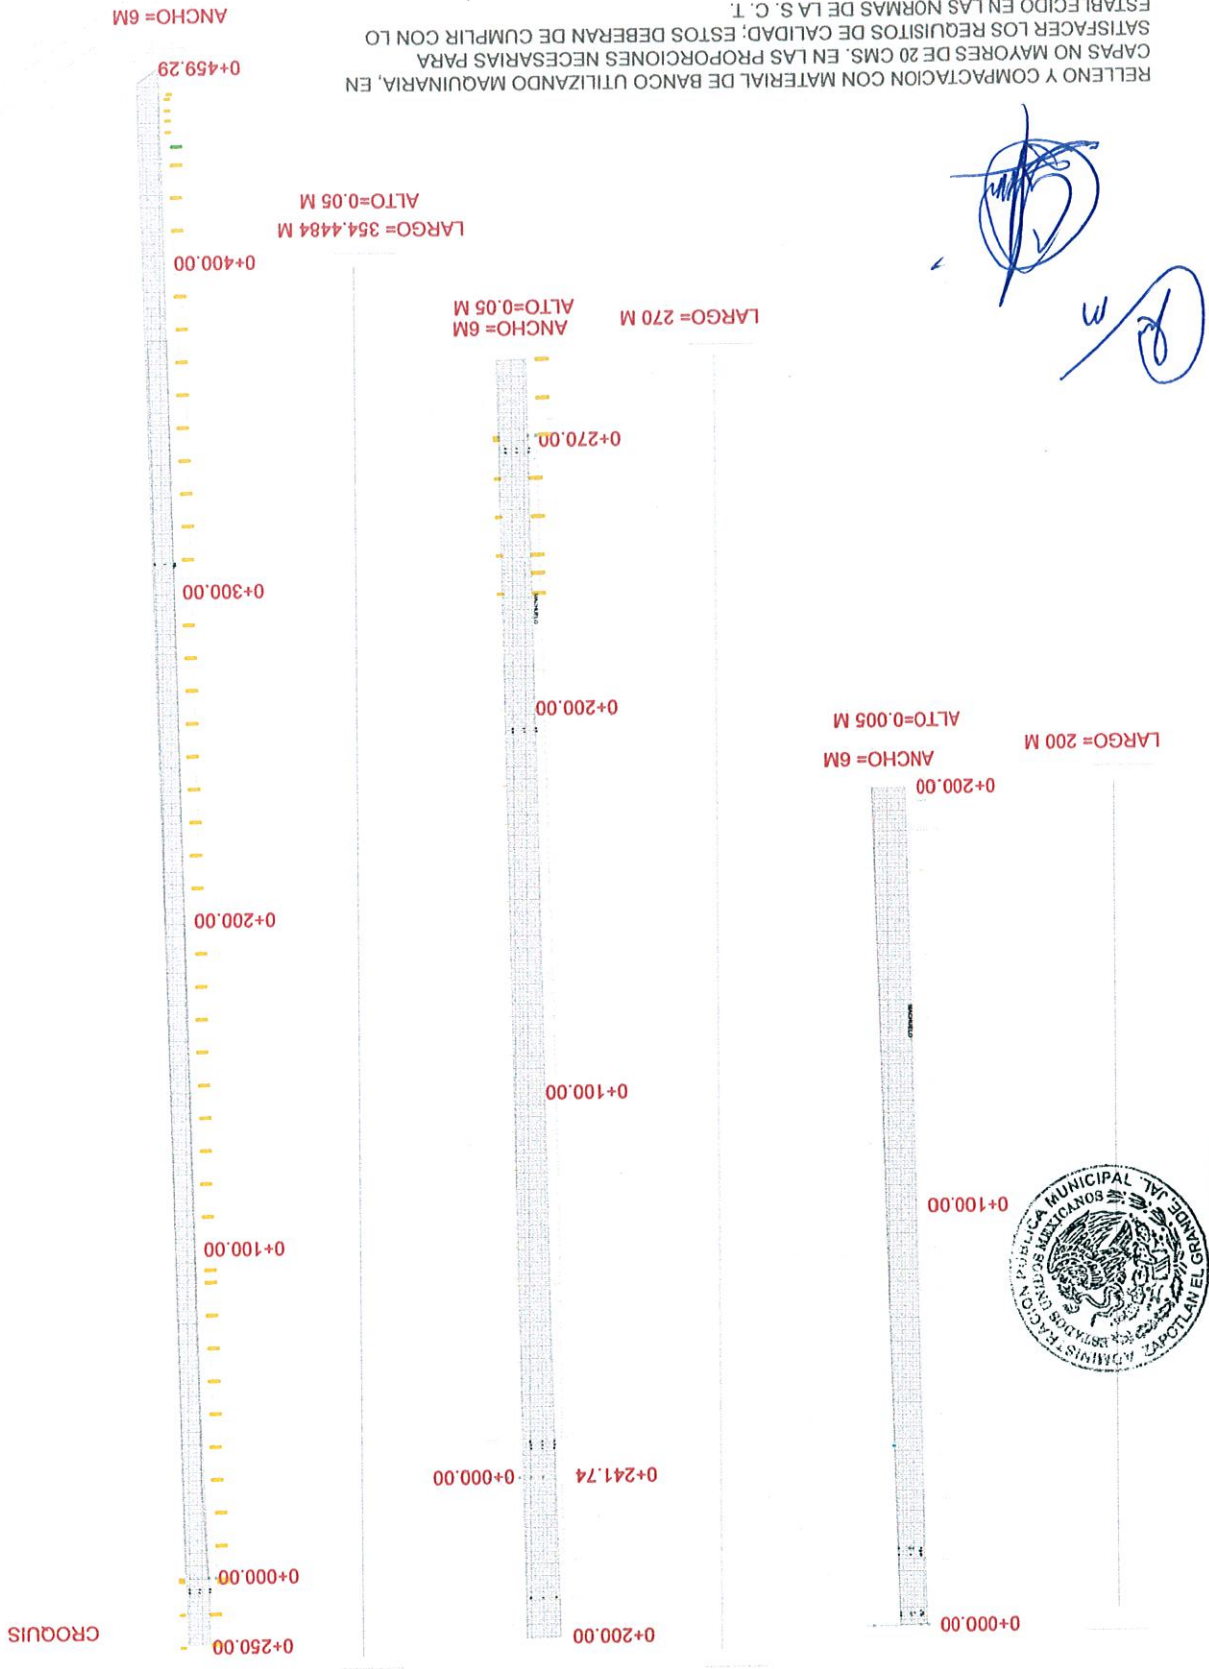 CROQUIS
0+000.00
0+100.00
0+200.00
LARGO= 200 M
ANCHO= 6M
ALTO=0.005 M
0+200.00
0+241.74
0+000.00
0+100.00
0+200.00
0+270.00
LARGO= 270 M
ANCHO= 6M
ALTO=0.05 M
0+250.00
0+000.00
0+100.00
0+200.00
0+300.00
0+400.00
LARGO= 354.4484 M
ALTO=0.05 M
0+459.29
ANCHO= 6M
ADMINISTRACION PUBLICA MUNICIPAL
ZAPOTLAN EL GRANDE, JAL.
ESTADOS UNIDOS MEXICANOS
RELLENO Y COMPACTACION CON MATERIAL DE BANCO UTILIZANDO MAQUINARIA, EN
CAPAS NO MAYORES DE 20 CMS. EN LAS PROPORCIONES NECESARIAS PARA
SATISFACER LOS REQUISITOS DE CALIDAD; ESTOS DEBERAN DE CUMPLIR CON LO
ESTABLECIDO EN LAS NORMAS DE LA S. C. T.